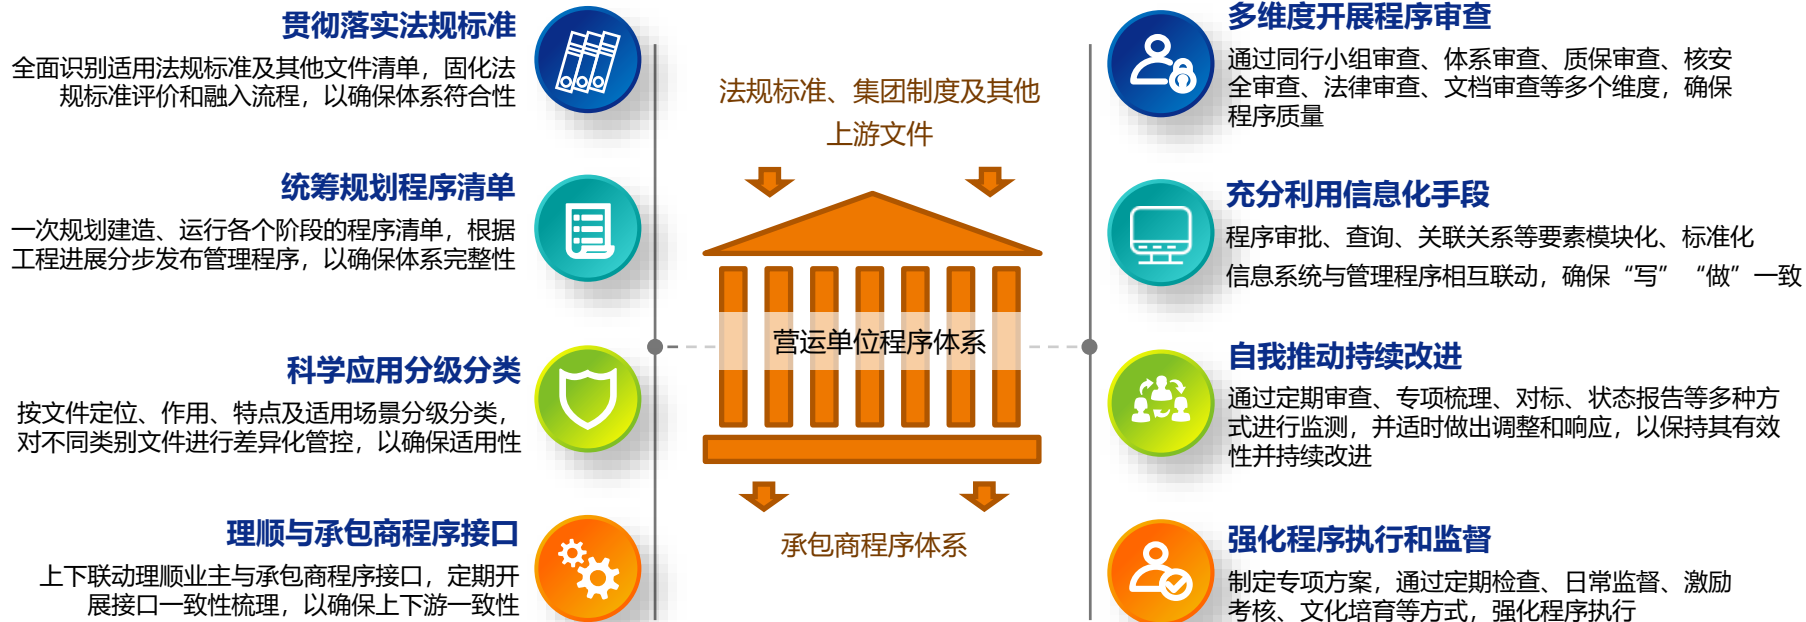 贯彻落实法规标准
全面识别适用法规标准及其他文件清单，固化法
规标准评价和融入流程，以确保体系符合性
统筹规划程序清单
一次规划建造、运行各个阶段的程序清单，根据
工程进展分步发布管理程序，以确保体系完整性
科学应用分级分类
按文件定位、作用、特点及适用场景分级分类，
对不同类别文件进行差异化管控，以确保适用性
理顺与承包商程序接口
上下联动理顺业主与承包商程序接口，定期开
展接口一致性梳理，以确保上下游一致性
法规标准、集团制度及其他
上游文件
营运单位程序体系
承包商程序体系
多维度开展程序审查
通过同行小组审查、体系审查、质保审查、核安
全审查、法律审查、文档审查等多个维度，确保
程序质量
充分利用信息化手段
程序审批、查询、关联关系等要素模块化、标准化
信息系统与管理程序相互联动，确保“写”“做”一致
自我推动持续改进
通过定期审查、专项梳理、对标、状态报告等多种方
式进行监测，并适时做出调整和响应，以保持其有效
性并持续改进
强化程序执行和监督
制定专项方案，通过定期检查、日常监督、激励
考核、文化培育等方式，强化程序执行